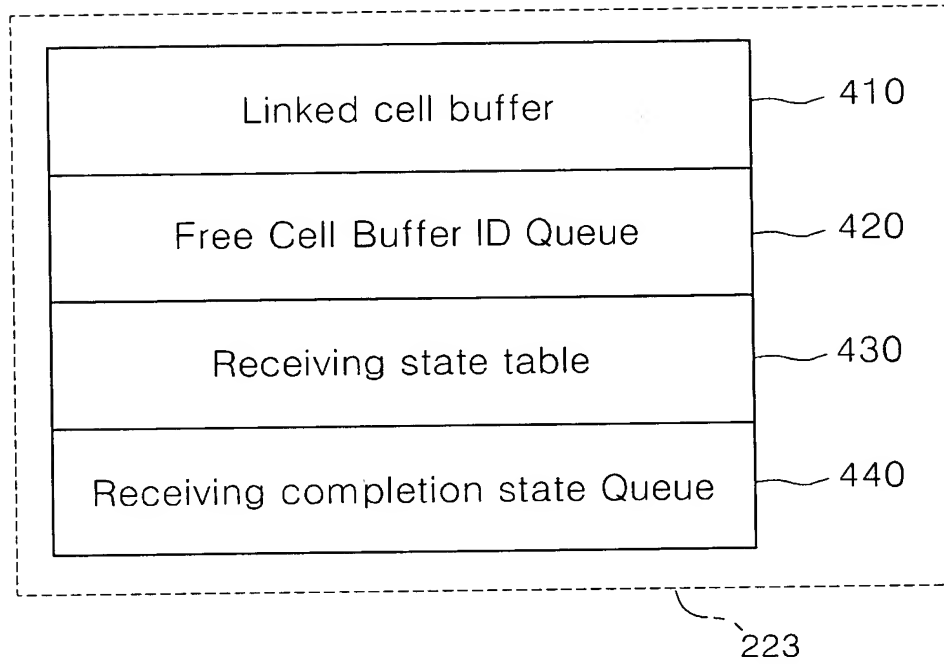 Linked cell buffer
410
Free Cell Buffer ID Queue
420
Receiving state table
430
Receiving completion state Queue
440
223